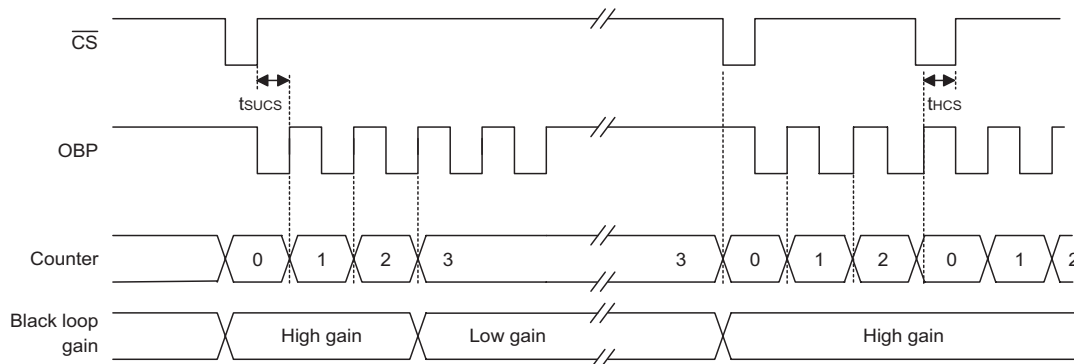 CS
tSUCS
tHCS
OBP
Counter 0 1 2 3 3 0 1 2 0 1 2
Black loop
gain
High gain Low gain High gain